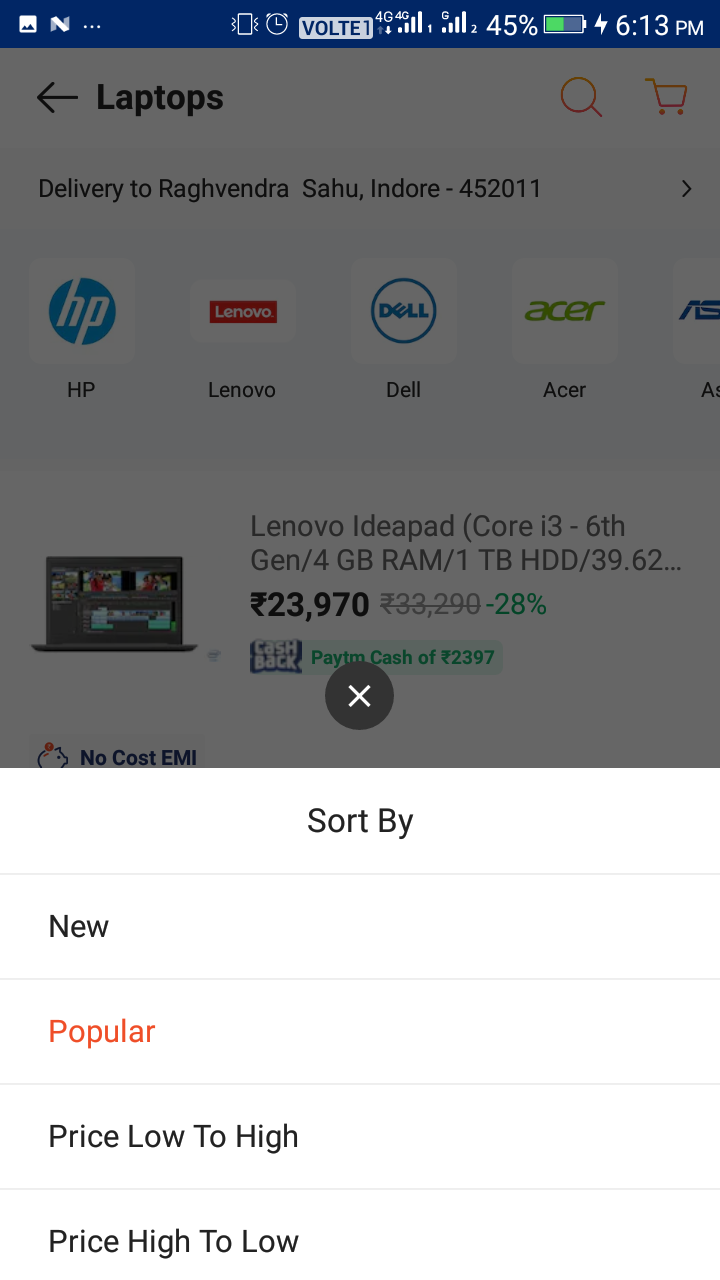 VOLTE1 4G 4G 1 G 2 45% 6:13 PM
Laptops
Delivery to Raghvendra Sahu, Indore - 452011
hp Lenovo DELL acer
HP Lenovo Dell Acer As
Lenovo Ideapad (Core i3 - 6th
Gen/4 GB RAM/1 TB HDD/39.62...
₹23,970 ₹33,290 -28%
CASH
BACK
Paytm Cash of ₹2397
No Cost EMI
Sort By
New
Popular
Price Low To High
Price High To Low